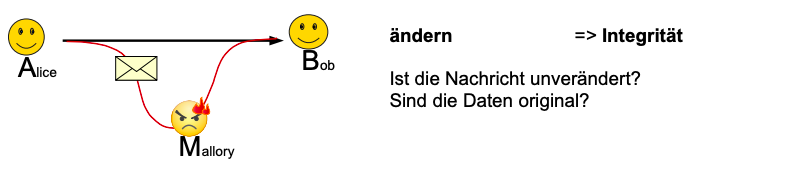 Alice
Bob
Mallory
ändern => Integrität
Ist die Nachricht unverändert?
Sind die Daten original?